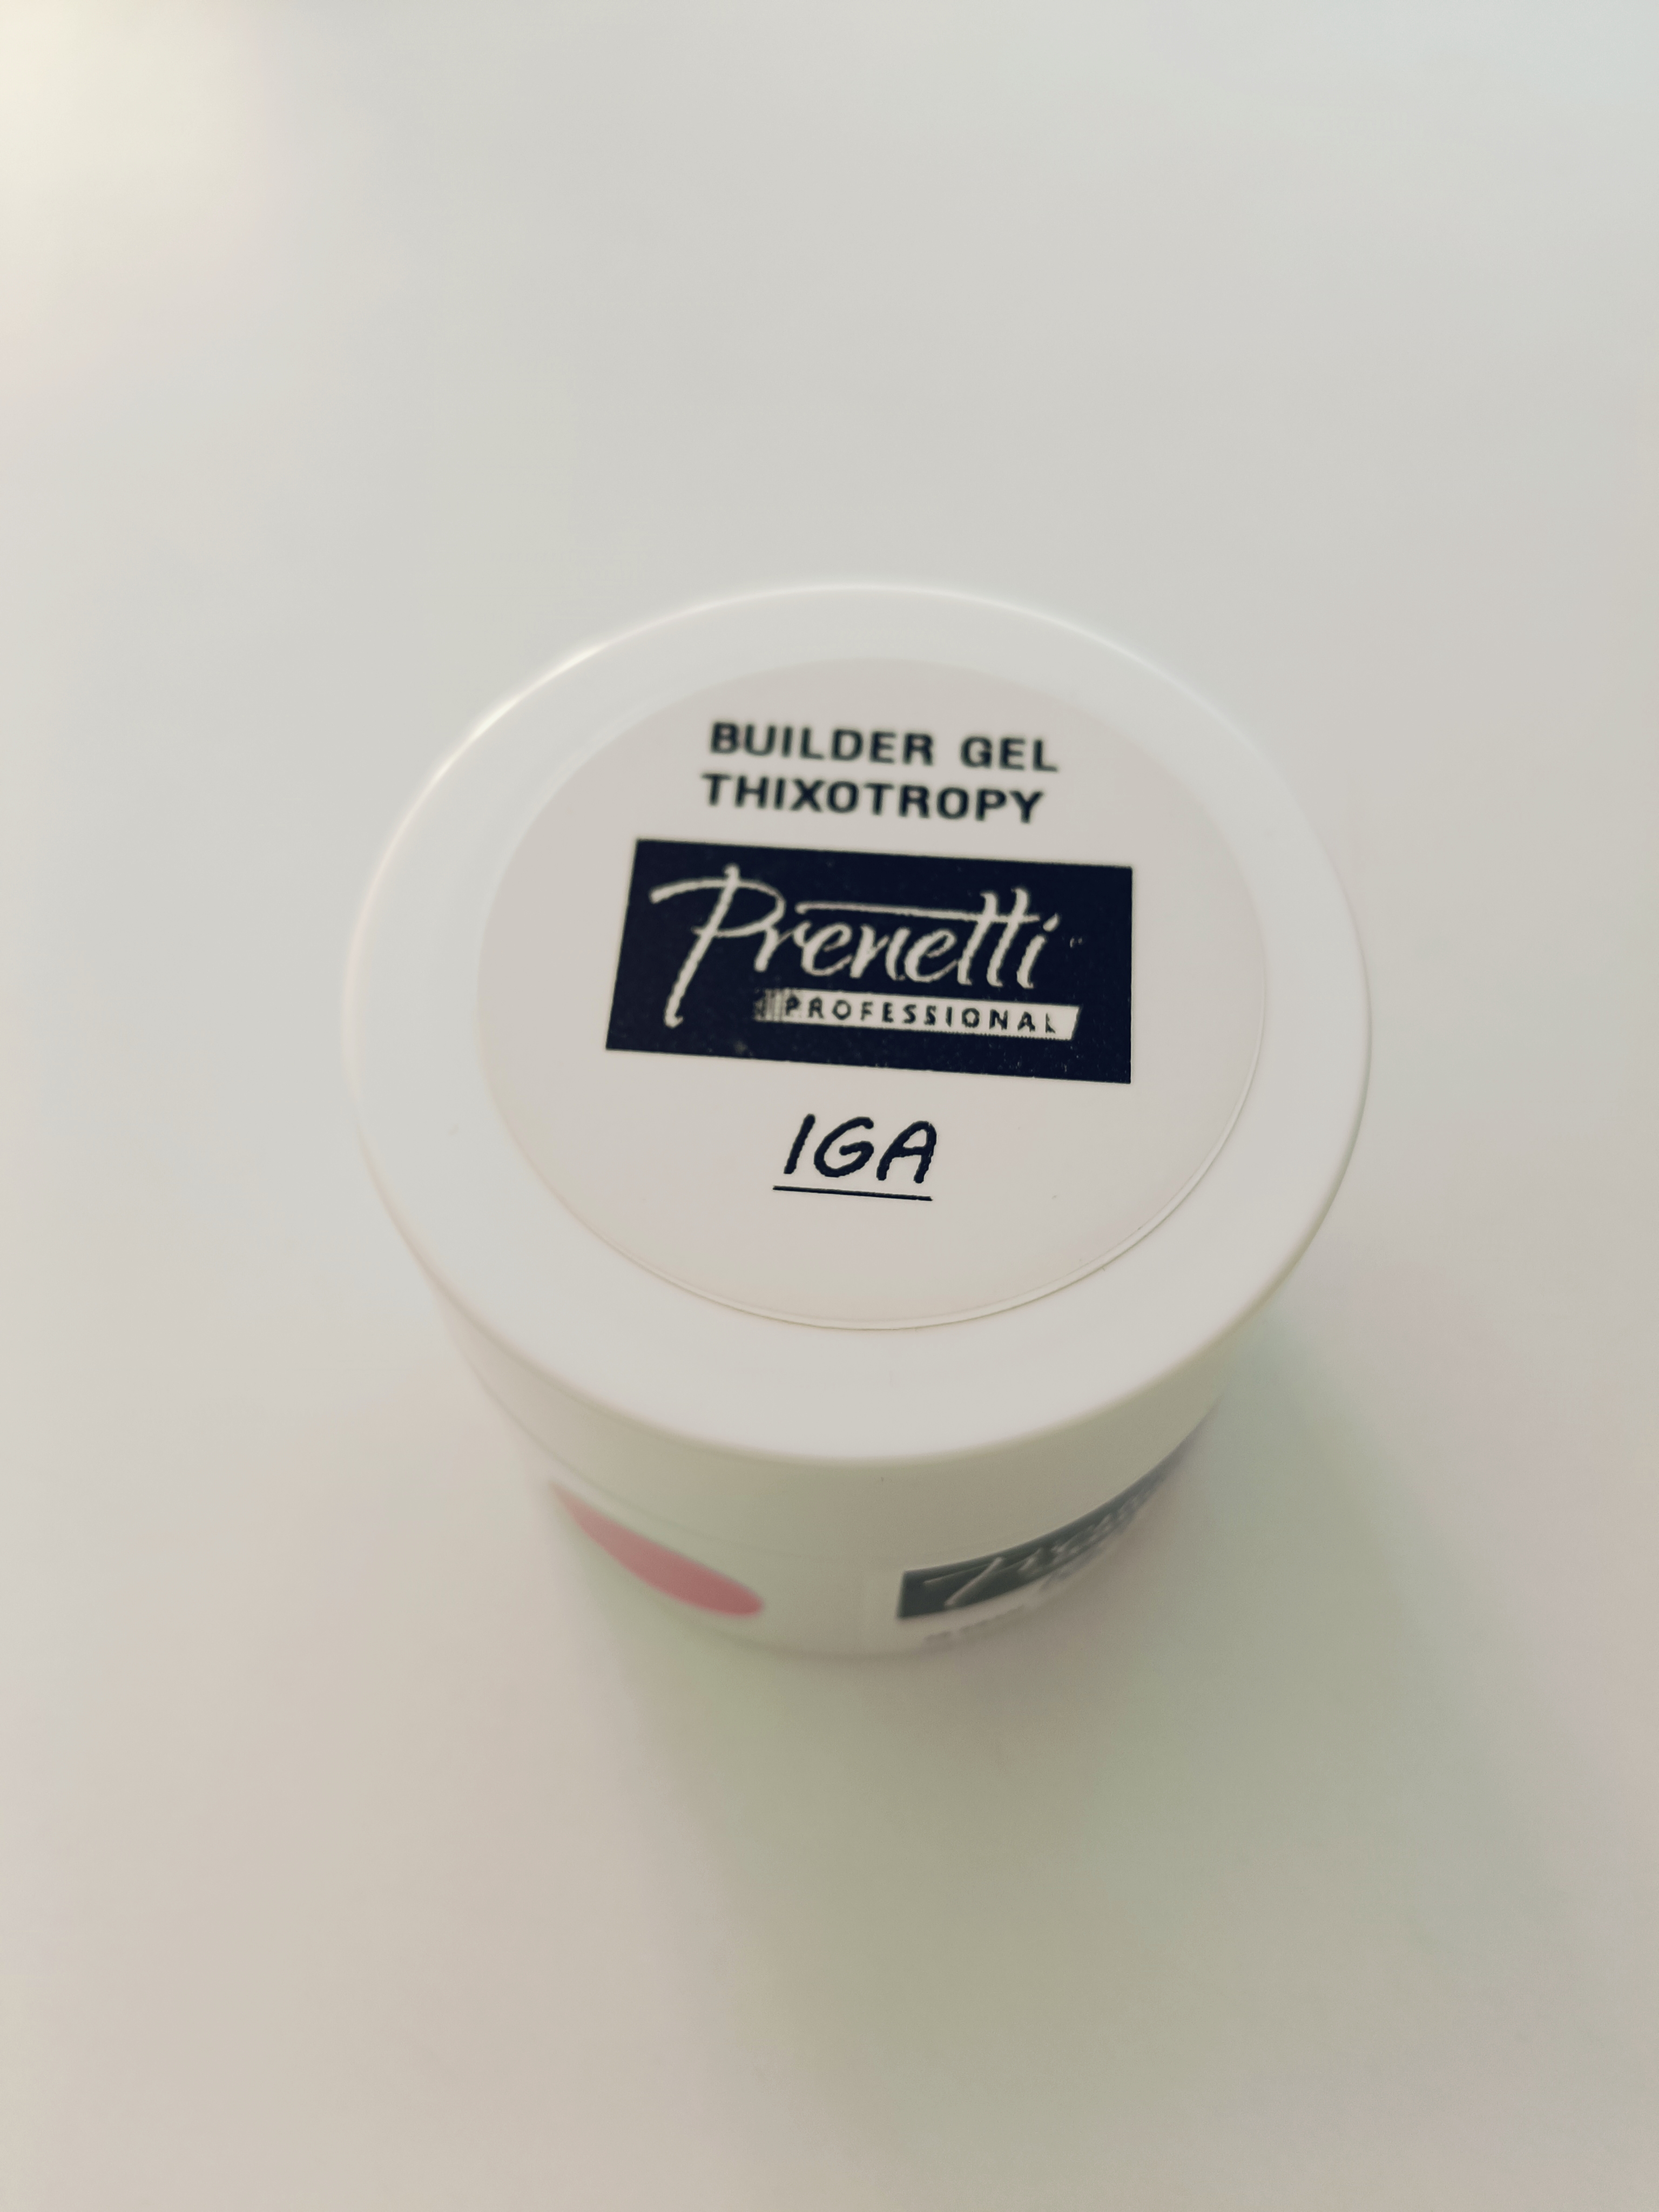 BUILDER GEL
THIXOTROPY
Prenetti
PROFESSIONAL
IGA